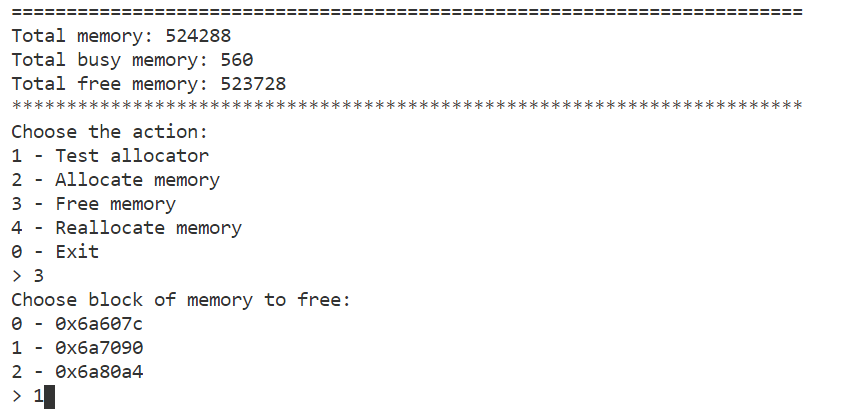 ========================================================================
Total memory: 524288
Total busy memory: 560
Total free memory: 523728
************************************************************************
Choose the action:
1 - Test allocator
2 - Allocate memory
3 - Free memory
4 - Reallocate memory
0 - Exit
> 3
Choose block of memory to free:
0 - 0x6a607c
1 - 0x6a7090
2 - 0x6a80a4
> 1